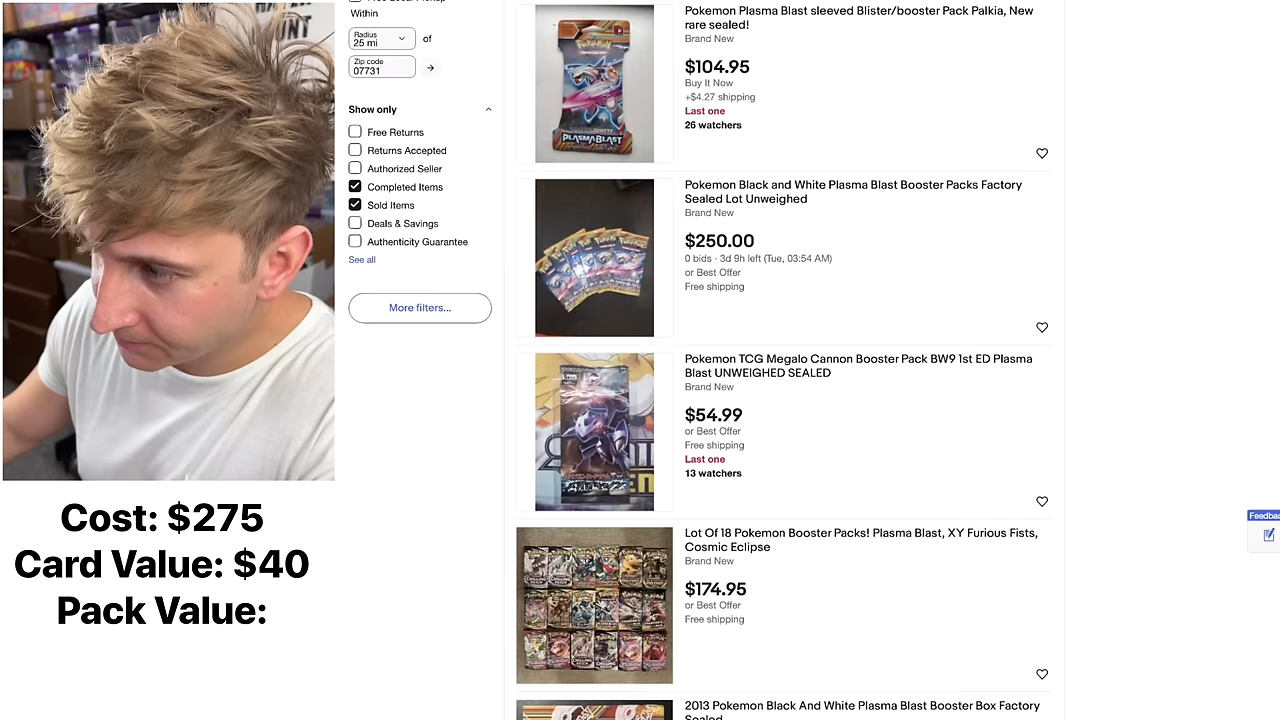 Within
Radius
25 mi
of
Zip code
07731
Show only
Free Returns
Returns Accepted
Authorized Seller
Completed Items
Sold Items
Deals & Savings
Authenticity Guarantee
See all
More filters...
Cost: $275
Card Value: $40
Pack Value:
Pokemon Plasma Blast sleeved Blister/booster Pack Palkia, New
rare sealed!
Brand New
$104.95
Buy It Now
+$4.27 shipping
Last one
26 watchers
PLASMA BLAST
Pokemon Black and White Plasma Blast Booster Packs Factory
Sealed Lot Unweighed
Brand New
$250.00
0 bids · 3d 9h left (Tue, 03:54 AM)
or Best Offer
Free shipping
Pokemon TCG Megalo Cannon Booster Pack BW9 1st ED Plasma
Blast UNWEIGHED SEALED
Brand New
$54.99
or Best Offer
Free shipping
Last one
13 watchers
Lot Of 18 Pokemon Booster Packs! Plasma Blast, XY Furious Fists,
Cosmic Eclipse
Brand New
$174.95
or Best Offer
Free shipping
2013 Pokemon Black And White Plasma Blast Booster Box Factory
Sealed